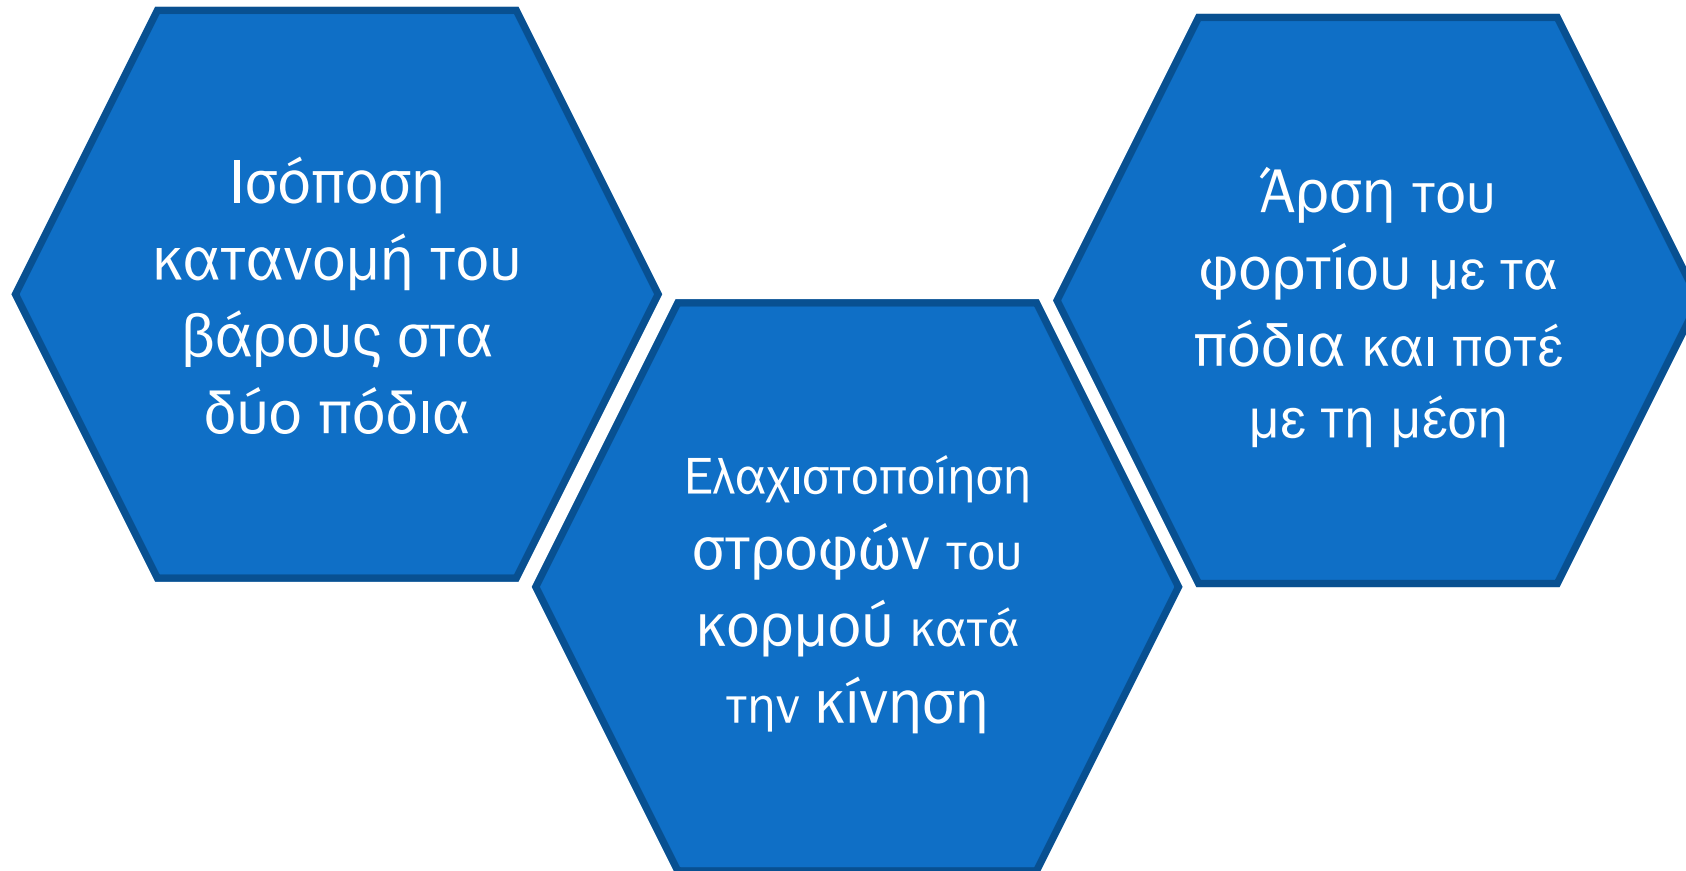 Ισόποση
κατανομή του
βάρους στα
δύο πόδια
Ελαχιστοποίηση
στροφών του
κορμού κατά
την κίνηση
Άρση του
φορτίου με τα
πόδια και ποτέ
με τη μέση